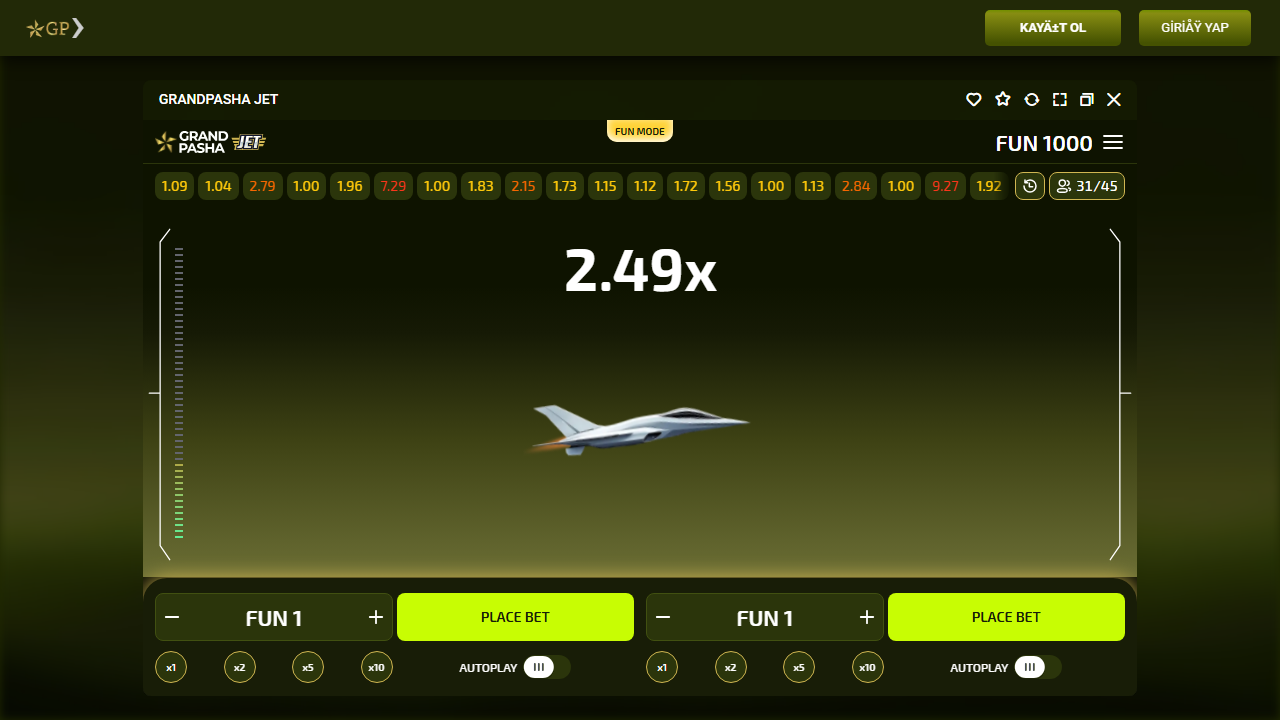 GP
KAYÄ±T OL
GİRİÅŸ YAP
GRANDPASHA JET
GRAND PASHA JET
FUN MODE
FUN 1000
1.09 1.04 2.79 1.00 1.96 7.29 1.00 1.83 2.15 1.73 1.15 1.12 1.72 1.56 1.00 1.13 2.84 1.00 9.27 1.92 31/45
2.49x
FUN 1 PLACE BET FUN 1 PLACE BET
x1 x2 x5 x10 AUTOPLAY x1 x2 x5 x10 AUTOPLAY